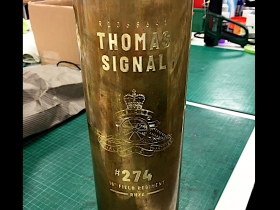 THOMAS
SIGNAL
#274
FIELD REGIMENT